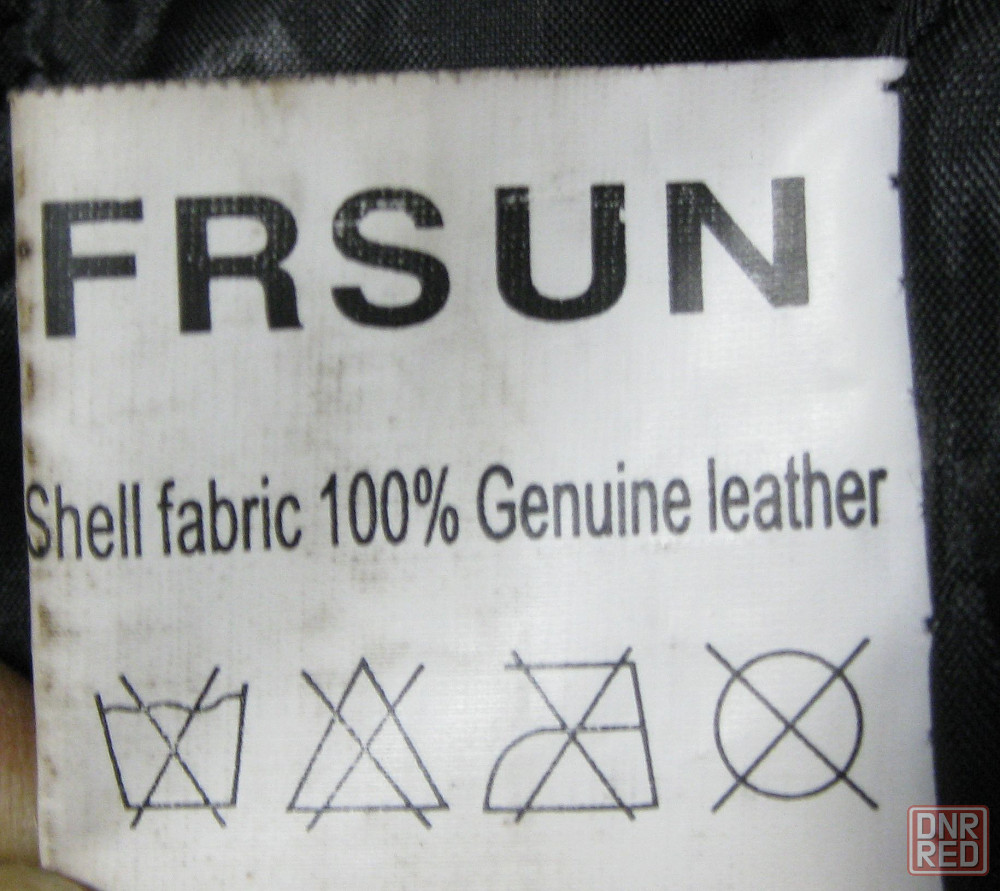 FRSUN
Shell fabric 100% Genuine leather
DNR
RED